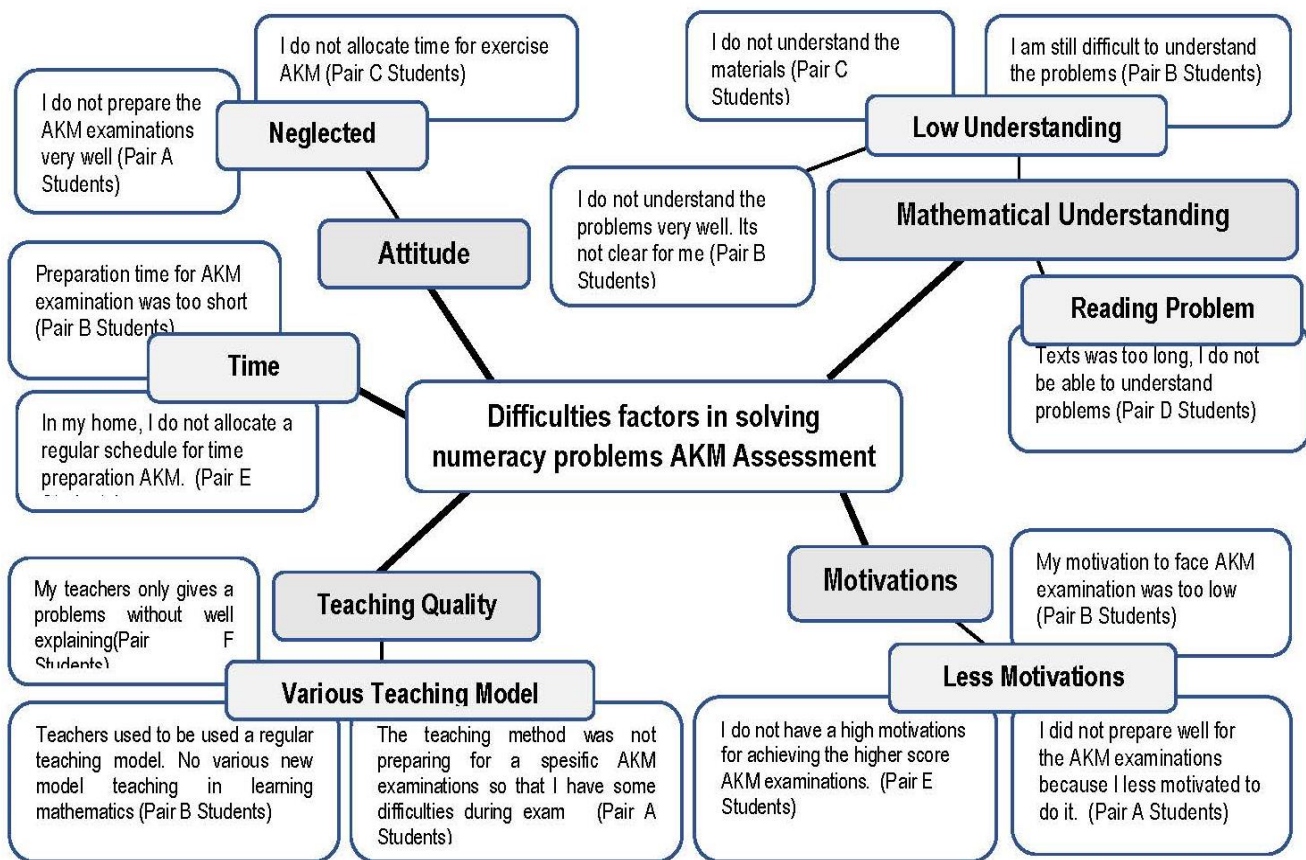 I do not allocate time for exercise
AKM (Pair C Students)
I do not prepare the
AKM examinations
very well (Pair A
Students)
Neglected
Attitude
I do not understand the
materials (Pair C
Students)
I am still difficult to understand
the problems (Pair B Students)
Low Understanding
I do not understand the
problems very well. Its
not clear for me (Pair B
Students)
Mathematical Understanding
Reading Problem
Texts was too long, I do not
be able to understand
problems (Pair D Students)
Preparation time for AKM
examination was too short
(Pair B Students)
Time
In my home, I do not allocate a
regular schedule for time
preparation AKM. (Pair E
Difficulties factors in solving
numeracy problems AKM Assessment
My teachers only gives a
problems without well
explaining(Pair F
Students)
Teaching Quality
Various Teaching Model
Teachers used to be used a regular
teaching model. No various new
model teaching in learning
mathematics (Pair B Students)
The teaching method was not
preparing for a spesific AKM
examinations so that I have some
difficulties during exam (Pair A
Students)
Motivations
My motivation to face AKM
examination was too low
(Pair B Students)
Less Motivations
I do not have a high motivations
for achieving the higher score
AKM examinations. (Pair E
Students)
I did not prepare well for
the AKM examinations
because I less motivated to
do it. (Pair A Students)